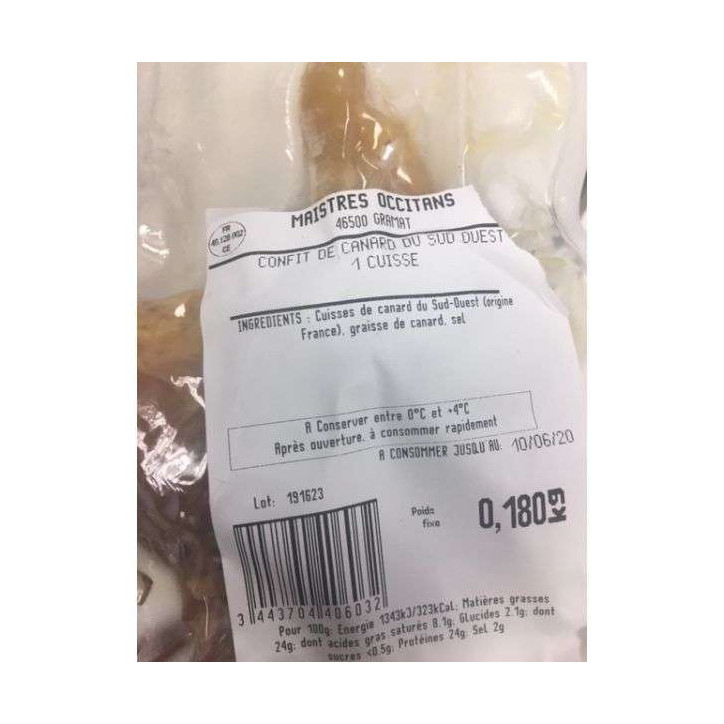 MAISTRES OCCITANS
46500 GRAMAT
FR
46.128.002
CE
CONFIT DE CANARD DU SUD OUEST
1 CUISSE
INGREDIENTS : Cuisses de canard du Sud-Ouest (origine
France), graisse de canard, sel
A Conserver entre 0°C et +4°C
Après ouverture, à consommer rapidement
A CONSOMMER JUSQU'AU: 10/06/20
Lot: 191623
Poids
fixe
0,180kg
3 443704 406032
Pour 100g: Energie 1343kJ/323kCal; Matières grasses
24g; dont acides gras saturés 8.1g; Glucides 2.1g; dont
sucres <0.5g; Protéines 24g; Sel 2g